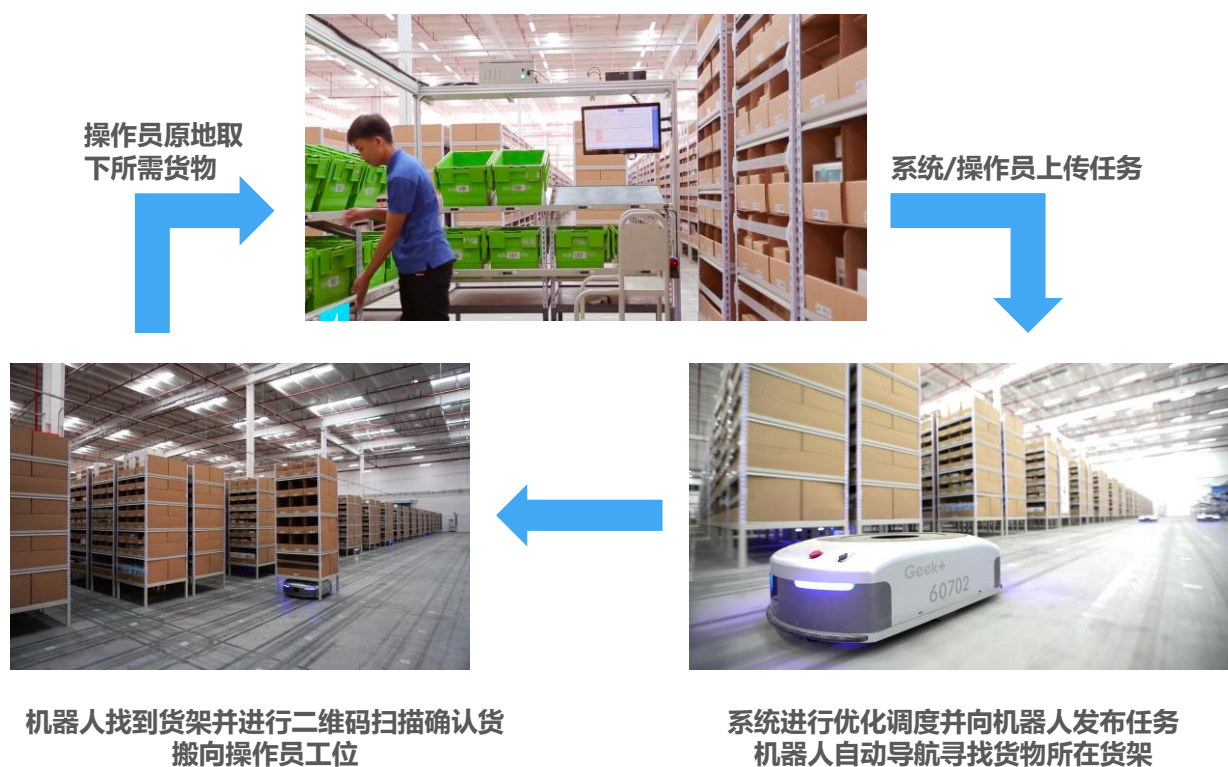 操作员原地取
下所需货物
系统/操作员上传任务
Geek+
60702
机器人找到货架并进行二维码扫描确认货
搬向操作员工位
系统进行优化调度并向机器人发布任务
机器人自动导航寻找货物所在货架